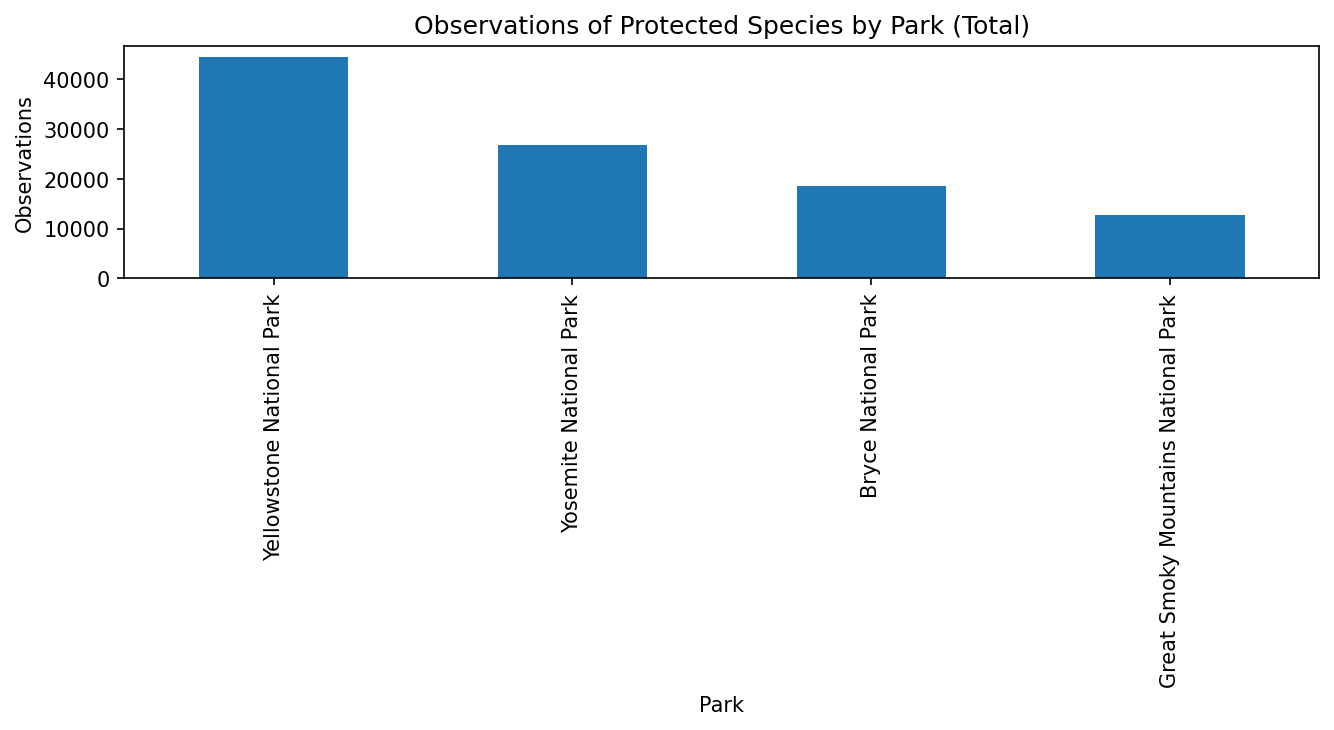 Observations of Protected Species by Park (Total)
Observations
40000
30000
20000
10000
0
Yellowstone National Park
Yosemite National Park
Bryce National Park
Great Smoky Mountains National Park
Park